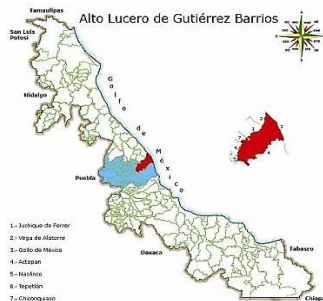 Tamaulipas
Alto Lucero de Gutiérrez Barrios
San Luis
Potosí
Golfo de México
Hidalgo
Puebla
Oaxaca
Tabasco
Chiapa
1.- Juchique de Ferrer
2.- Vega de Alatorre
3.- Golfo de México
4.- Actopan
5.- Naolinco
6.- Tepetlán
7.- Chiconquiaco